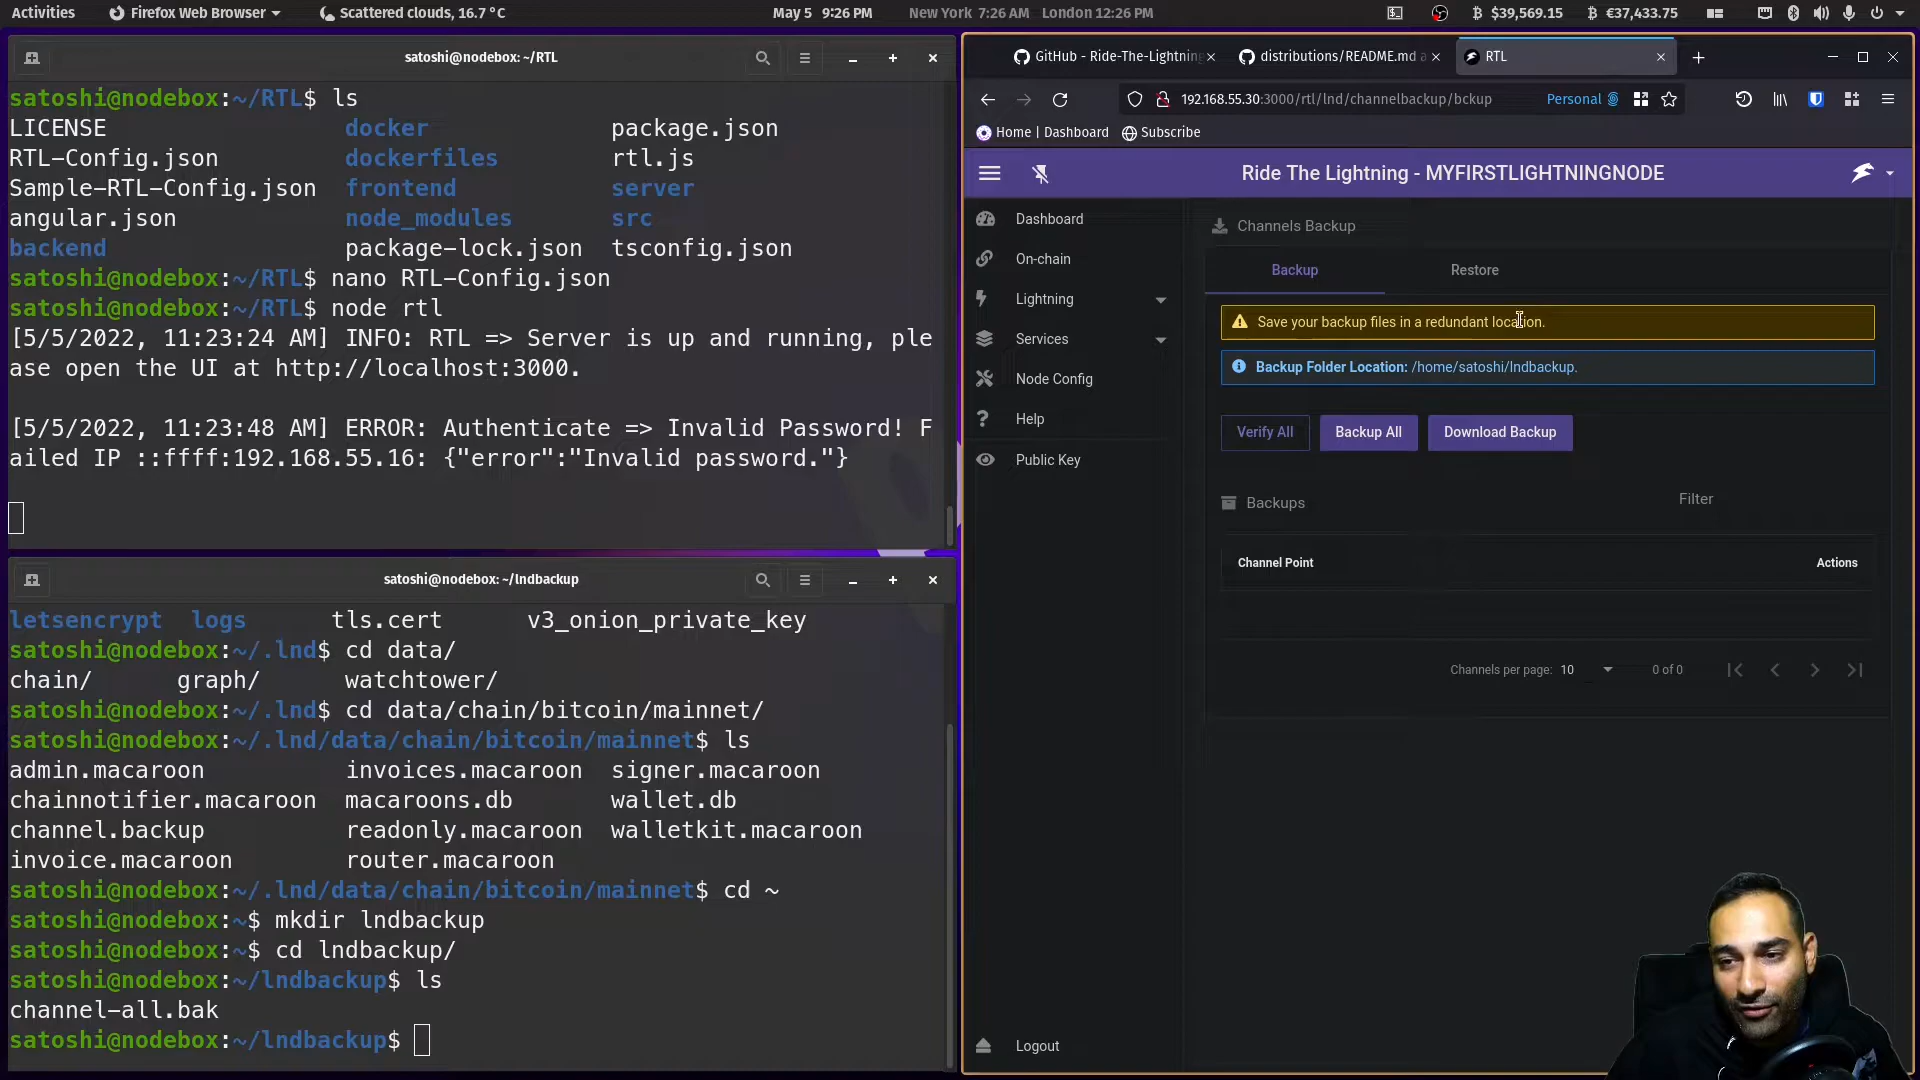 Activities Firefox Web Browser Scattered clouds, 16.7 °C May 5 9:26 PM New York 7:26 AM London 12:26 PM $39,569.15 €37,433.75
satoshi@nodebox: ~/RTL
satoshi@nodebox:~/RTL$ ls
LICENSE docker package.json
RTL-Config.json dockerfiles rtl.js
Sample-RTL-Config.json frontend server
angular.json node_modules src
backend package-lock.json tsconfig.json
satoshi@nodebox:~/RTL$ nano RTL-Config.json
satoshi@nodebox:~/RTL$ node rtl
[5/5/2022, 11:23:24 AM] INFO: RTL => Server is up and running, ple
ase open the UI at http://localhost:3000.
[5/5/2022, 11:23:48 AM] ERROR: Authenticate => Invalid Password! F
ailed IP ::ffff:192.168.55.16: {"error":"Invalid password."}
satoshi@nodebox: ~/lndbackup
letsencrypt logs tls.cert v3_onion_private_key
satoshi@nodebox:~/.lnd$ cd data/
chain/ graph/ watchtower/
satoshi@nodebox:~/.lnd$ cd data/chain/bitcoin/mainnet/
satoshi@nodebox:~/.lnd/data/chain/bitcoin/mainnet$ ls
admin.macaroon invoices.macaroon signer.macaroon
chainnotifier.macaroon macaroons.db wallet.db
channel.backup readonly.macaroon walletkit.macaroon
invoice.macaroon router.macaroon
satoshi@nodebox:~/.lnd/data/chain/bitcoin/mainnet$ cd ~
satoshi@nodebox:~$ mkdir lndbackup
satoshi@nodebox:~$ cd lndbackup/
satoshi@nodebox:~/lndbackup$ ls
channel-all.bak
satoshi@nodebox:~/lndbackup$
GitHub - Ride-The-Lightning distributions/README.md a RTL
192.168.55.30:3000/rtl/lnd/channelbackup/bckup Personal
Home | Dashboard Subscribe
Ride The Lightning - MYFIRSTLIGHTNINGNODE
Dashboard
On-chain
Lightning
Services
Node Config
Help
Public Key
Logout
Channels Backup
Backup Restore
Save your backup files in a redundant location.
Backup Folder Location: /home/satoshi/lndbackup.
Verify All Backup All Download Backup
Backups Filter
Channel Point Actions
Channels per page: 10 0 of 0